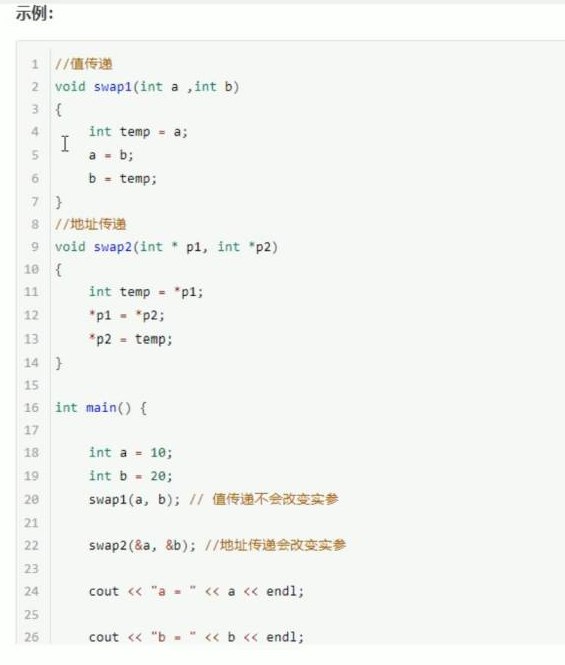 示例：
1 //值传递
2 void swap1(int a ,int b)
3 {
4     int temp = a;
5     a = b;
6     b = temp;
7 }
8 //地址传递
9 void swap2(int * p1, int *p2)
10 {
11     int temp = *p1;
12     *p1 = *p2;
13     *p2 = temp;
14 }
15
16 int main() {
17
18     int a = 10;
19     int b = 20;
20     swap1(a, b); // 值传递不会改变实参
21
22     swap2(&a, &b); //地址传递会改变实参
23
24     cout << "a = " << a << endl;
25
26     cout << "b = " << b << endl;